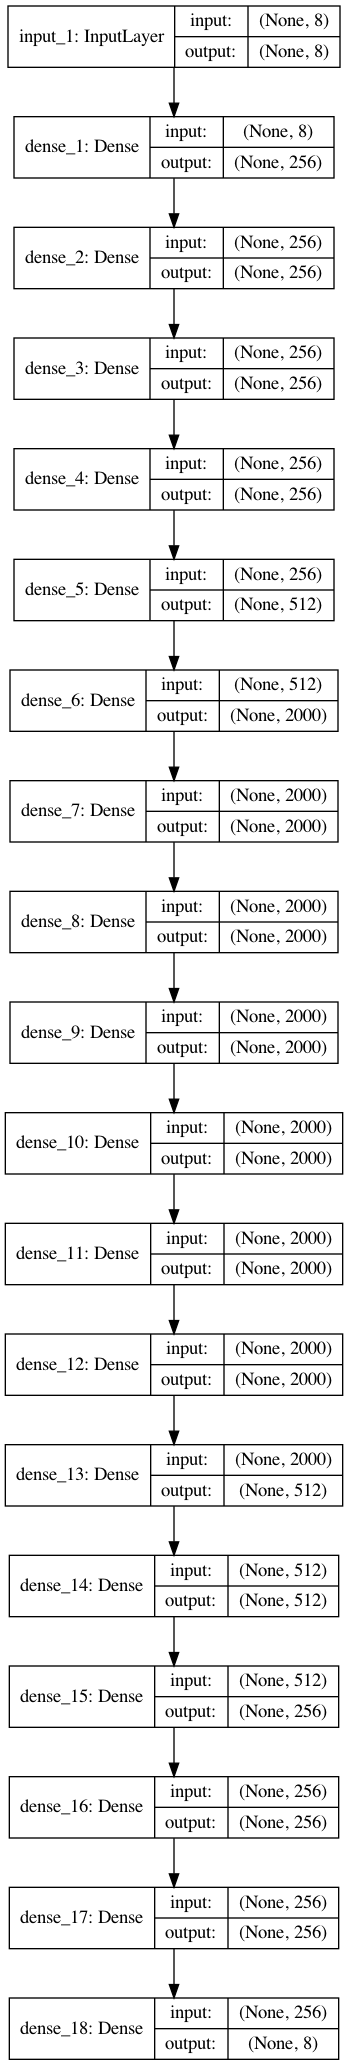 input_1: InputLayer
input: (None, 8)
output: (None, 8)
dense_1: Dense
input: (None, 8)
output: (None, 256)
dense_2: Dense
input: (None, 256)
output: (None, 256)
dense_3: Dense
input: (None, 256)
output: (None, 256)
dense_4: Dense
input: (None, 256)
output: (None, 256)
dense_5: Dense
input: (None, 256)
output: (None, 512)
dense_6: Dense
input: (None, 512)
output: (None, 2000)
dense_7: Dense
input: (None, 2000)
output: (None, 2000)
dense_8: Dense
input: (None, 2000)
output: (None, 2000)
dense_9: Dense
input: (None, 2000)
output: (None, 2000)
dense_10: Dense
input: (None, 2000)
output: (None, 2000)
dense_11: Dense
input: (None, 2000)
output: (None, 2000)
dense_12: Dense
input: (None, 2000)
output: (None, 2000)
dense_13: Dense
input: (None, 2000)
output: (None, 512)
dense_14: Dense
input: (None, 512)
output: (None, 512)
dense_15: Dense
input: (None, 512)
output: (None, 256)
dense_16: Dense
input: (None, 256)
output: (None, 256)
dense_17: Dense
input: (None, 256)
output: (None, 256)
dense_18: Dense
input: (None, 256)
output: (None, 8)